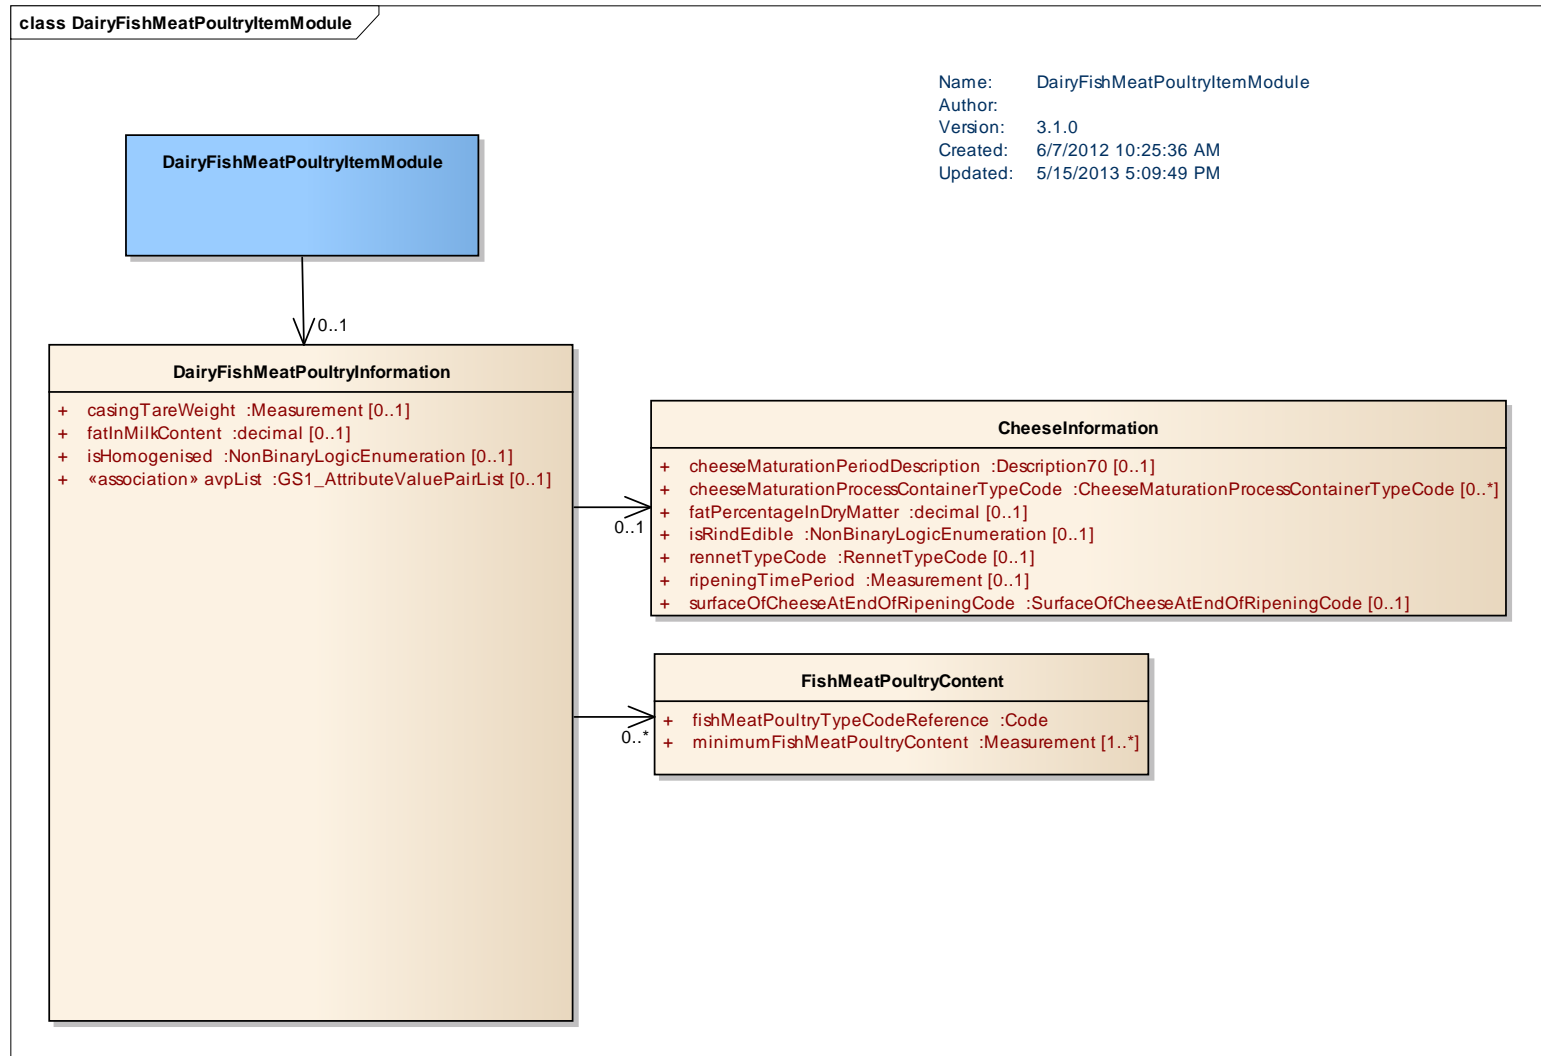 class DairyFishMeatPoultryItemModule
Name: DairyFishMeatPoultryItemModule
Author:
Version: 3.1.0
Created: 6/7/2012 10:25:36 AM
Updated: 5/15/2013 5:09:49 PM
DairyFishMeatPoultryItemModule
0..1
DairyFishMeatPoultryInformation
+ casingTareWeight :Measurement [0..1]
+ fatInMilkContent :decimal [0..1]
+ isHomogenised :NonBinaryLogicEnumeration [0..1]
+ «association» avpList :GS1_AttributeValuePairList [0..1]
0..1
CheeseInformation
+ cheeseMaturationPeriodDescription :Description70 [0..1]
+ cheeseMaturationProcessContainerTypeCode :CheeseMaturationProcessContainerTypeCode [0..*]
+ fatPercentageInDryMatter :decimal [0..1]
+ isRindEdible :NonBinaryLogicEnumeration [0..1]
+ rennetTypeCode :RennetTypeCode [0..1]
+ ripeningTimePeriod :Measurement [0..1]
+ surfaceOfCheeseAtEndOfRipeningCode :SurfaceOfCheeseAtEndOfRipeningCode [0..1]
0..*
FishMeatPoultryContent
+ fishMeatPoultryTypeCodeReference :Code
+ minimumFishMeatPoultryContent :Measurement [1..*]